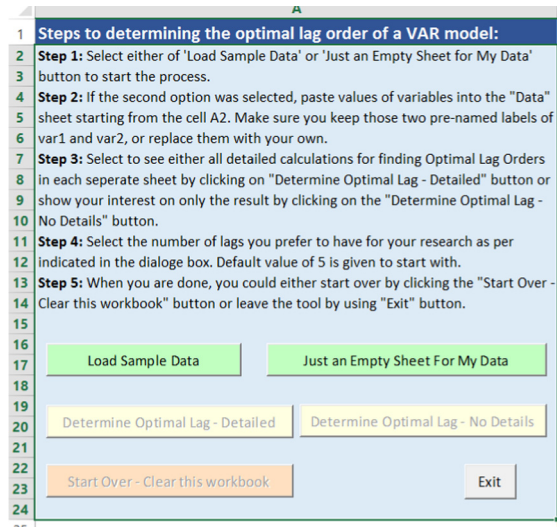 A
1 Steps to determining the optimal lag order of a VAR model:
2 Step 1: Select either of 'Load Sample Data' or 'Just an Empty Sheet for My Data'
3 button to start the process.
4 Step 2: If the second option was selected, paste values of variables into the "Data"
5 sheet starting from the cell A2. Make sure you keep those two pre-named labels of
6 var1 and var2, or replace them with your own.
7 Step 3: Select to see either all detailed calculations for finding Optimal Lag Orders
8 in each seperate sheet by clicking on "Determine Optimal Lag - Detailed" button or
9 show your interest on only the result by clicking on the "Determine Optimal Lag -
10 No Details" button.
11 Step 4: Select the number of lags you prefer to have for your research as per
12 indicated in the dialoge box. Default value of 5 is given to start with.
13 Step 5: When you are done, you could either start over by clicking the "Start Over -
14 Clear this workbook" button or leave the tool by using "Exit" button.
15
16
17 Load Sample Data Just an Empty Sheet For My Data
18
19
20 Determine Optimal Lag - Detailed Determine Optimal Lag - No Details
21
22
23 Start Over - Clear this workbook Exit
24